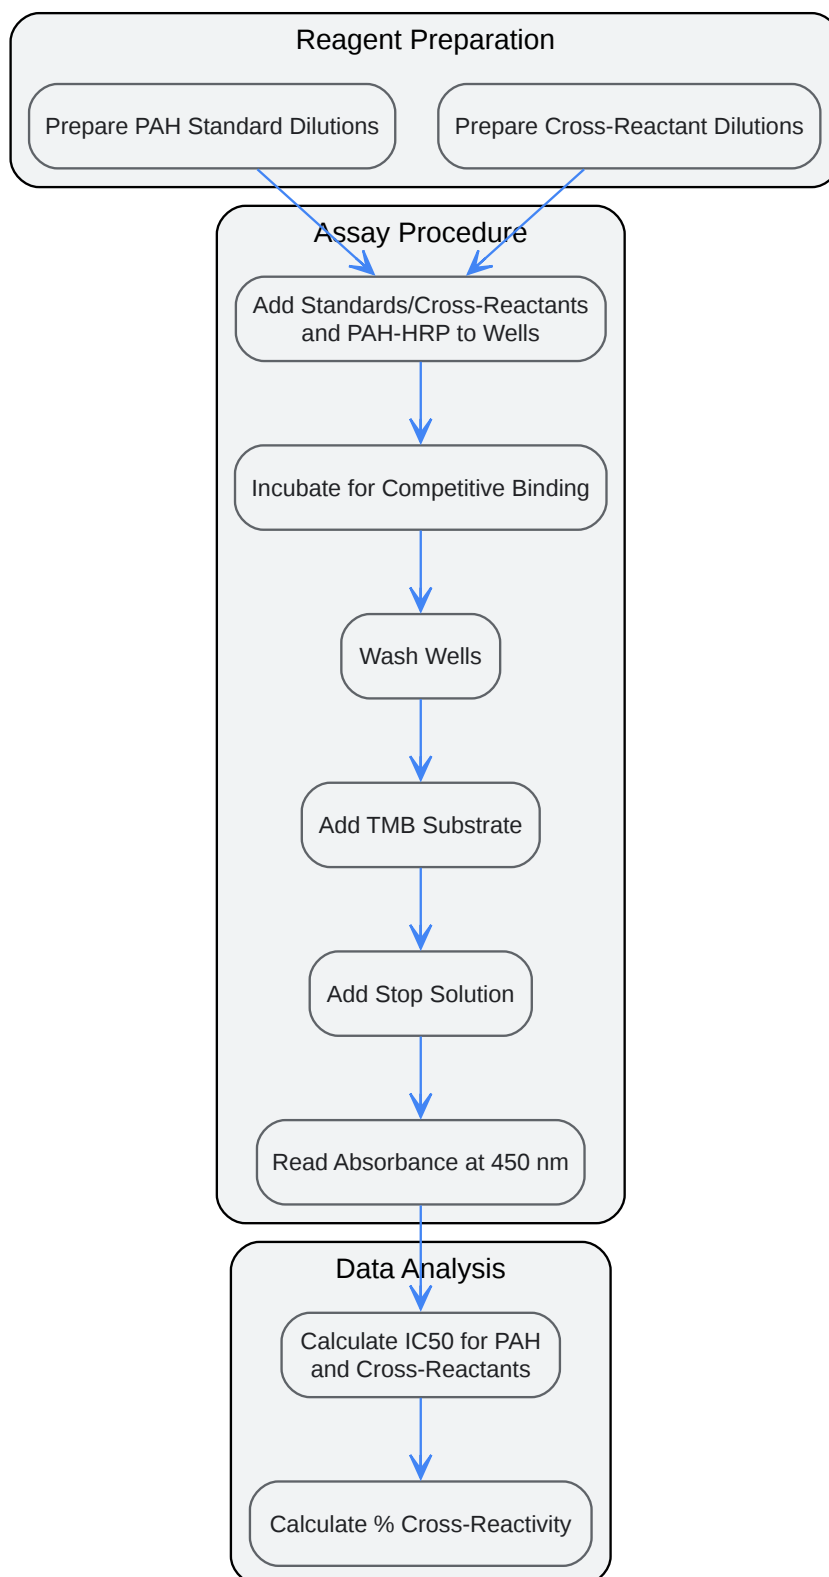 Reagent Preparation
Prepare PAH Standard Dilutions
Prepare Cross-Reactant Dilutions
Assay Procedure
Add Standards/Cross-Reactants
and PAH-HRP to Wells
Incubate for Competitive Binding
Wash Wells
Add TMB Substrate
Add Stop Solution
Read Absorbance at 450 nm
Data Analysis
Calculate IC50 for PAH
and Cross-Reactants
Calculate % Cross-Reactivity